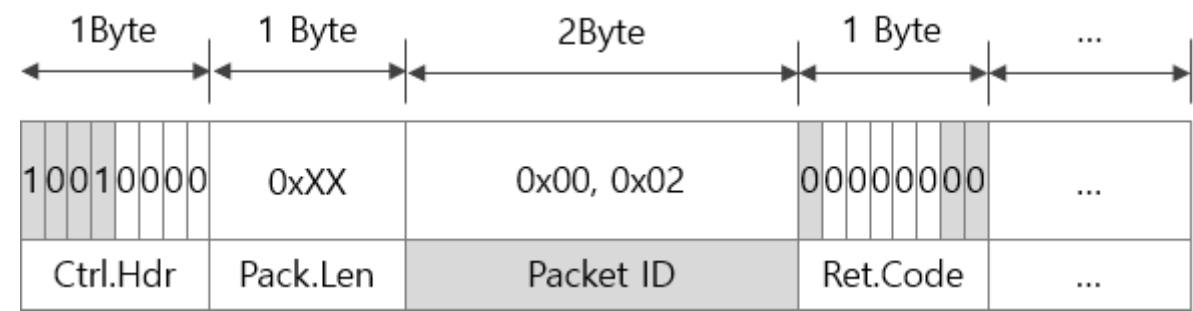 1Byte 1 Byte 2Byte 1 Byte ...
10010000 0xXX 0x00, 0x02 00000000 ...
Ctrl.Hdr Pack.Len Packet ID Ret.Code ...